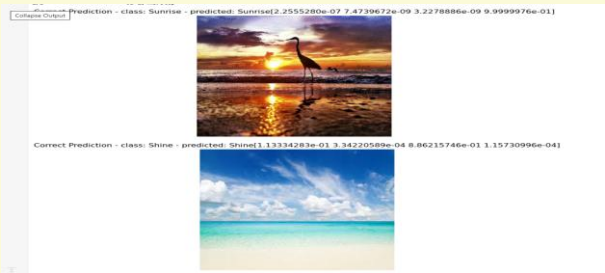 Correct Prediction - class: Sunrise - predicted: Sunrise[2.2555280e-07 7.4739672e-09 3.2278886e-09 9.9999976e-01]
Collapse Output
Correct Prediction - class: Shine - predicted: Shine[1.13334283e-01 3.34220589e-04 8.86215746e-01 1.15730996e-04]